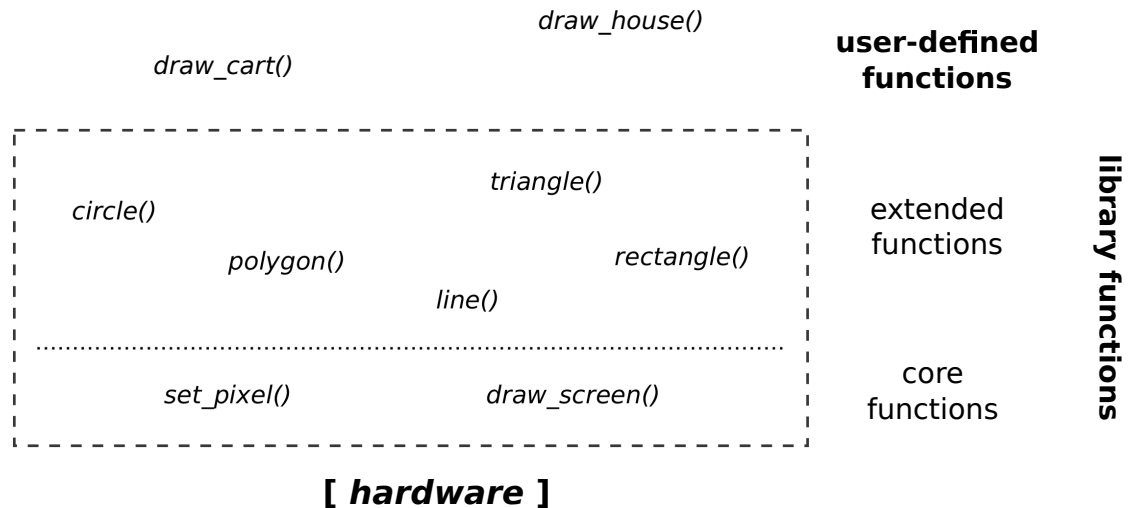 draw_house()
draw_cart()
user-defined
functions
triangle()
circle()
polygon()
rectangle()
line()
extended
functions
set_pixel()
draw_screen()
core
functions
library functions
[ hardware ]